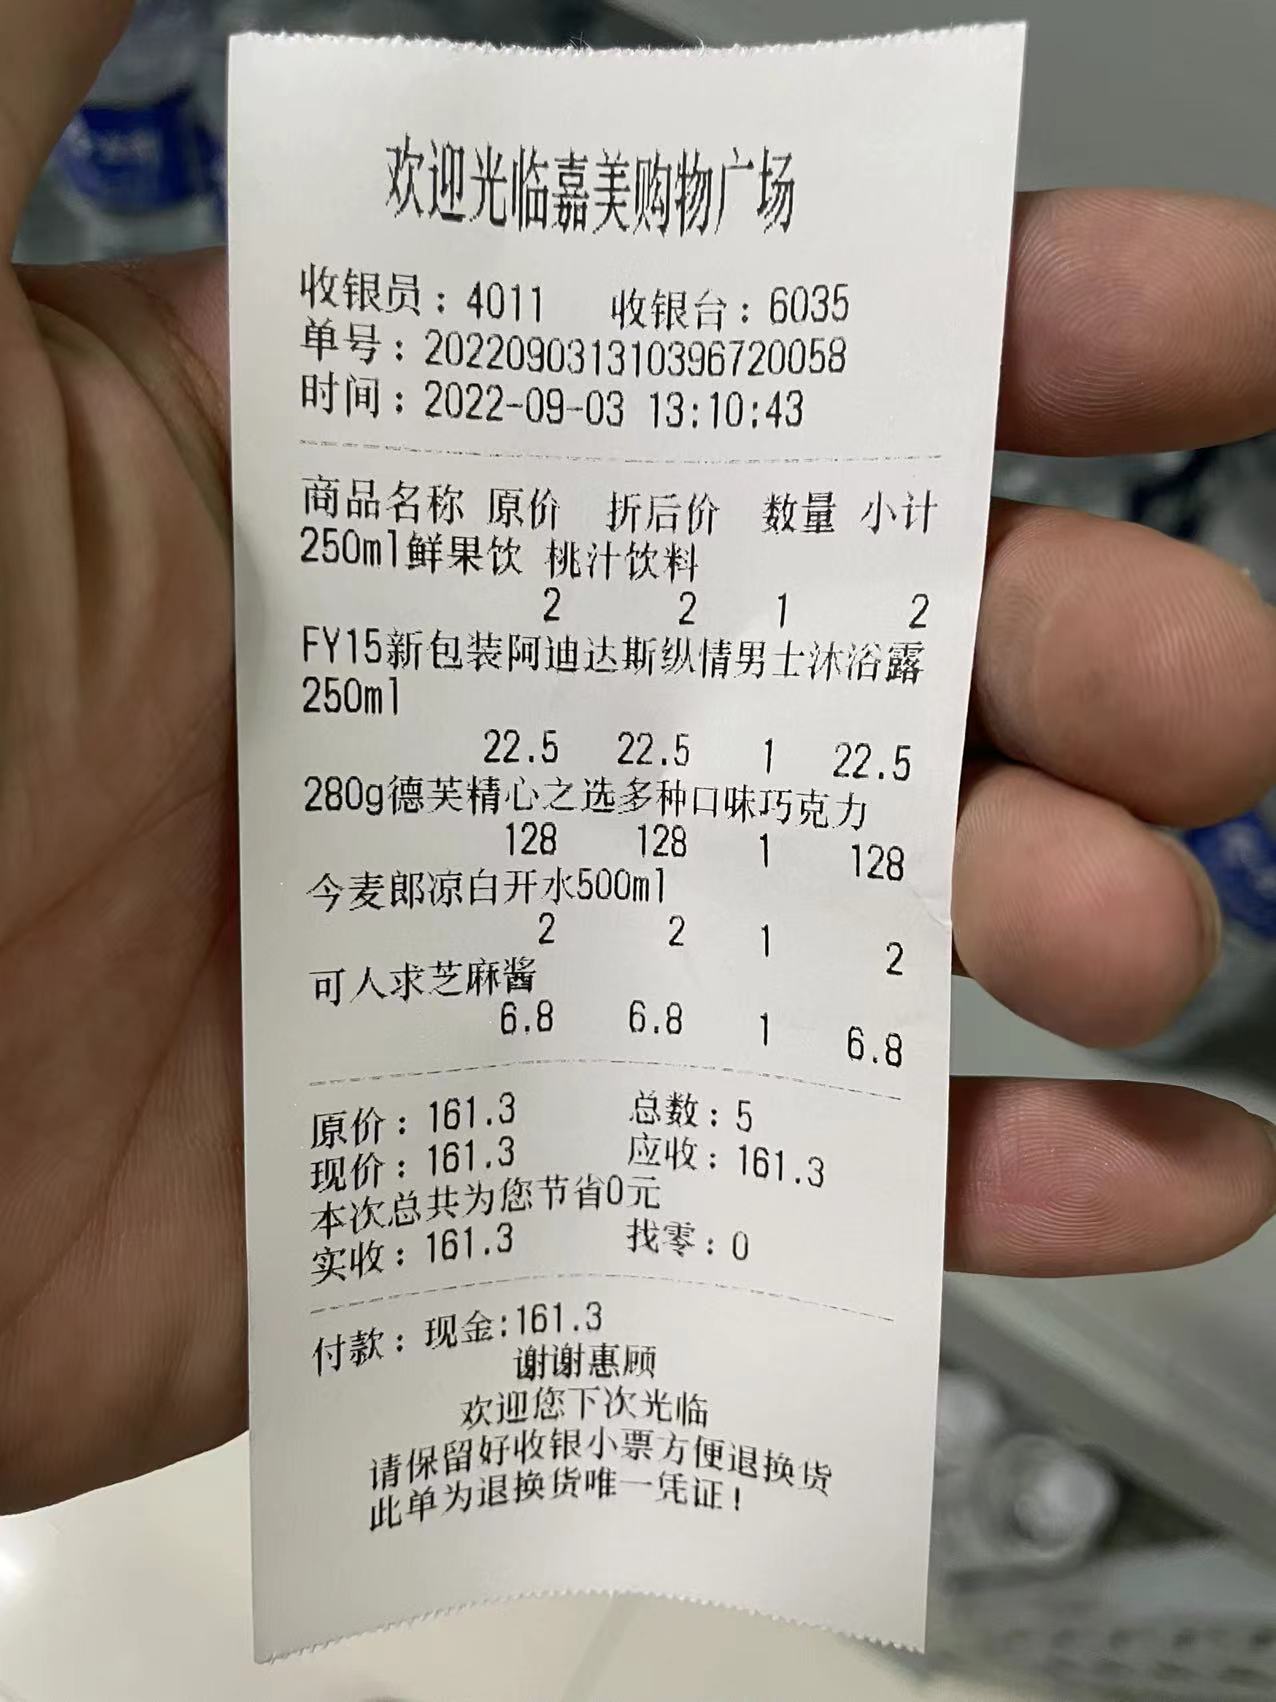 欢迎光临嘉美购物广场
收银员：4011 收银台：6035
单号：202209031310396720058
时间：2022-09-03 13:10:43
商品名称 原价 折后价 数量 小计
250ml鲜果饮 桃汁饮料
2 2 1 2
FY15新包装阿迪达斯纵情男士沐浴露
250ml
22.5 22.5 1 22.5
280g德芙精心之选多种口味巧克力
128 128 1 128
今麦郎凉白开水500ml
2 2 1 2
可人求芝麻酱
6.8 6.8 1 6.8
原价：161.3 总数：5
现价：161.3 应收：161.3
本次总共为您节省0元
实收：161.3 找零：0
付款：现金:161.3
谢谢惠顾
欢迎您下次光临
请保留好收银小票方便退换货
此单为退换货唯一凭证！